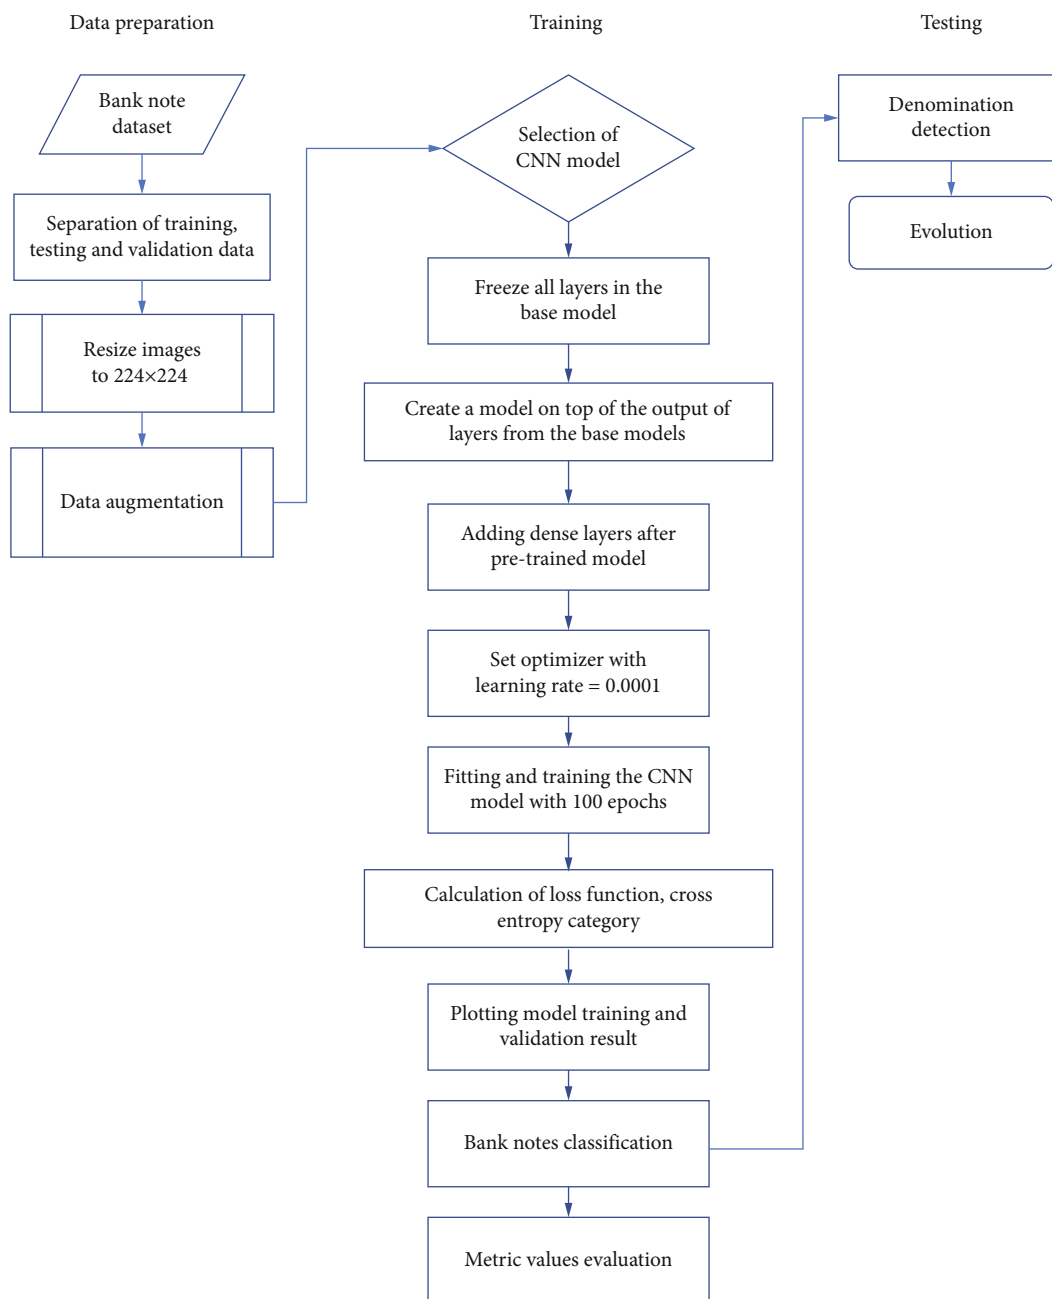 Data preparation
Bank note
dataset
Separation of training,
testing and validation data
Resize images
to 224×224
Data augmentation
Training
Selection of
CNN model
Freeze all layers in the
base model
Create a model on top of the output of
layers from the base models
Adding dense layers after
pre-trained model
Set optimizer with
learning rate = 0.0001
Fitting and training the CNN
model with 100 epochs
Calculation of loss function, cross
entropy category
Plotting model training and
validation result
Bank notes classification
Metric values evaluation
Testing
Denomination
detection
Evolution